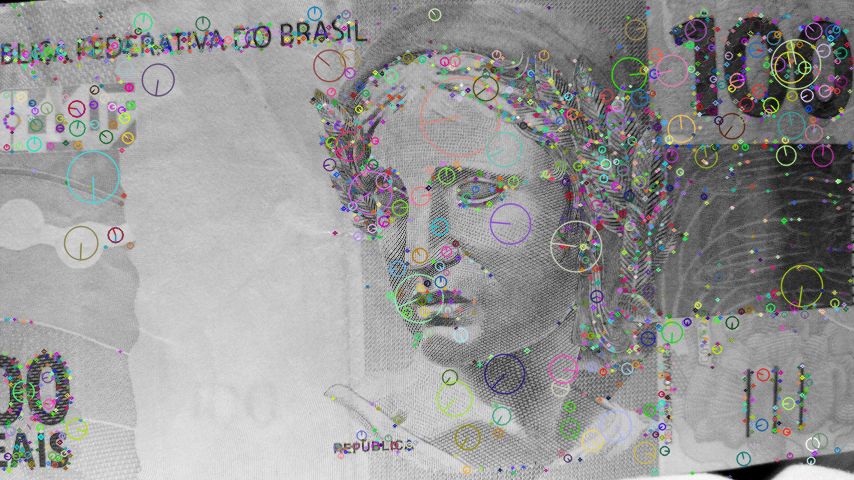 BLICA FEDERATIVA DO BRASIL
100
00
EAIS
REPUBLICA